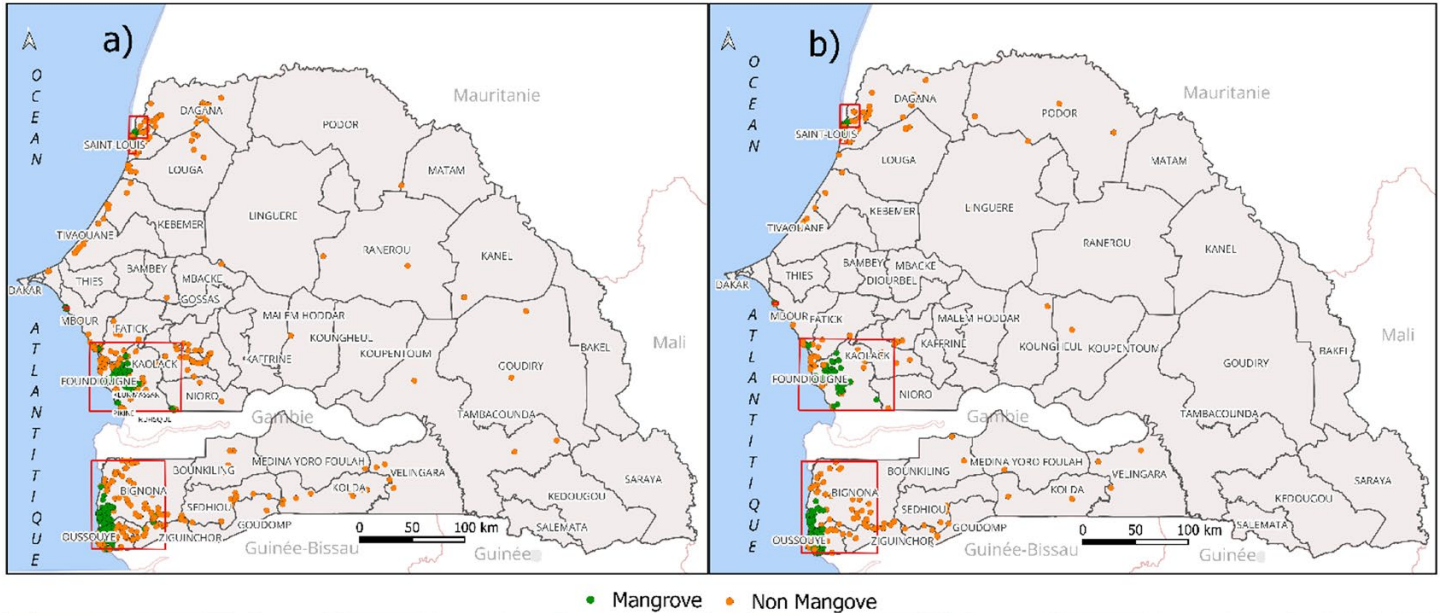 a)
OCEAN
ATLANTITIQUE
Mauritanie
DAGANA
PODOR
SAINT-LOUIS
LOUGA
MATAM
LINGUERE
KEBEMER
TIVAOUANE
RANEROU
KANEL
BAMBEY
THIES
MBACKE
DAKAR
GOSSAS
MALEM HODDAR
MBOUR
FATICK
KOUNGHEUL
Mali
KAOLACK
KAFFRINE
KOUPENTOUM
BAKEL
GOUDIRY
FOUNDIOUGNE
NIORO
Gambie
TAMBACOUNDA
BOUNKILING
MEDINA YORO FOULAH
VELINGARA
BIGNONA
KOLDA
SARAYA
SEDHIOU
KEDOUGOU
GOUDOMP
SALEMATA
OUSSOUYE
ZIGUINCHOR
0 50 100 km
Guinée-Bissau
Guinée
b)
OCEAN
ATLANTITIQUE
Mauritanie
DAGANA
PODOR
SAINT-LOUIS
LOUGA
MATAM
LINGUERE
KEBEMER
TIVAOUANE
RANEROU
KANEL
BAMBEY
MBACKE
THIES
DIOURBEL
DAKAR
MBOUR
FATICK
MALEM HODDAR
Mali
KAFFRINE
KOUNGHEUL
KOUPENTOUM
KAOLACK
BAKEL
GOUDIRY
FOUNDIOUGNE
NIORO
Gambie
TAMBACOUNDA
BOUNKILING
MEDINA YORO FOULAH
VELINGARA
SARAYA
BIGNONA
KOLDA
KEDOUGOU
SEDHIOU
GOUDOMP
SALEMATA
OUSSOUYE
ZIGUINCHOR
0 50 100 km
Guinée-Bissau
Guinée
Mangrove
Non Mangove